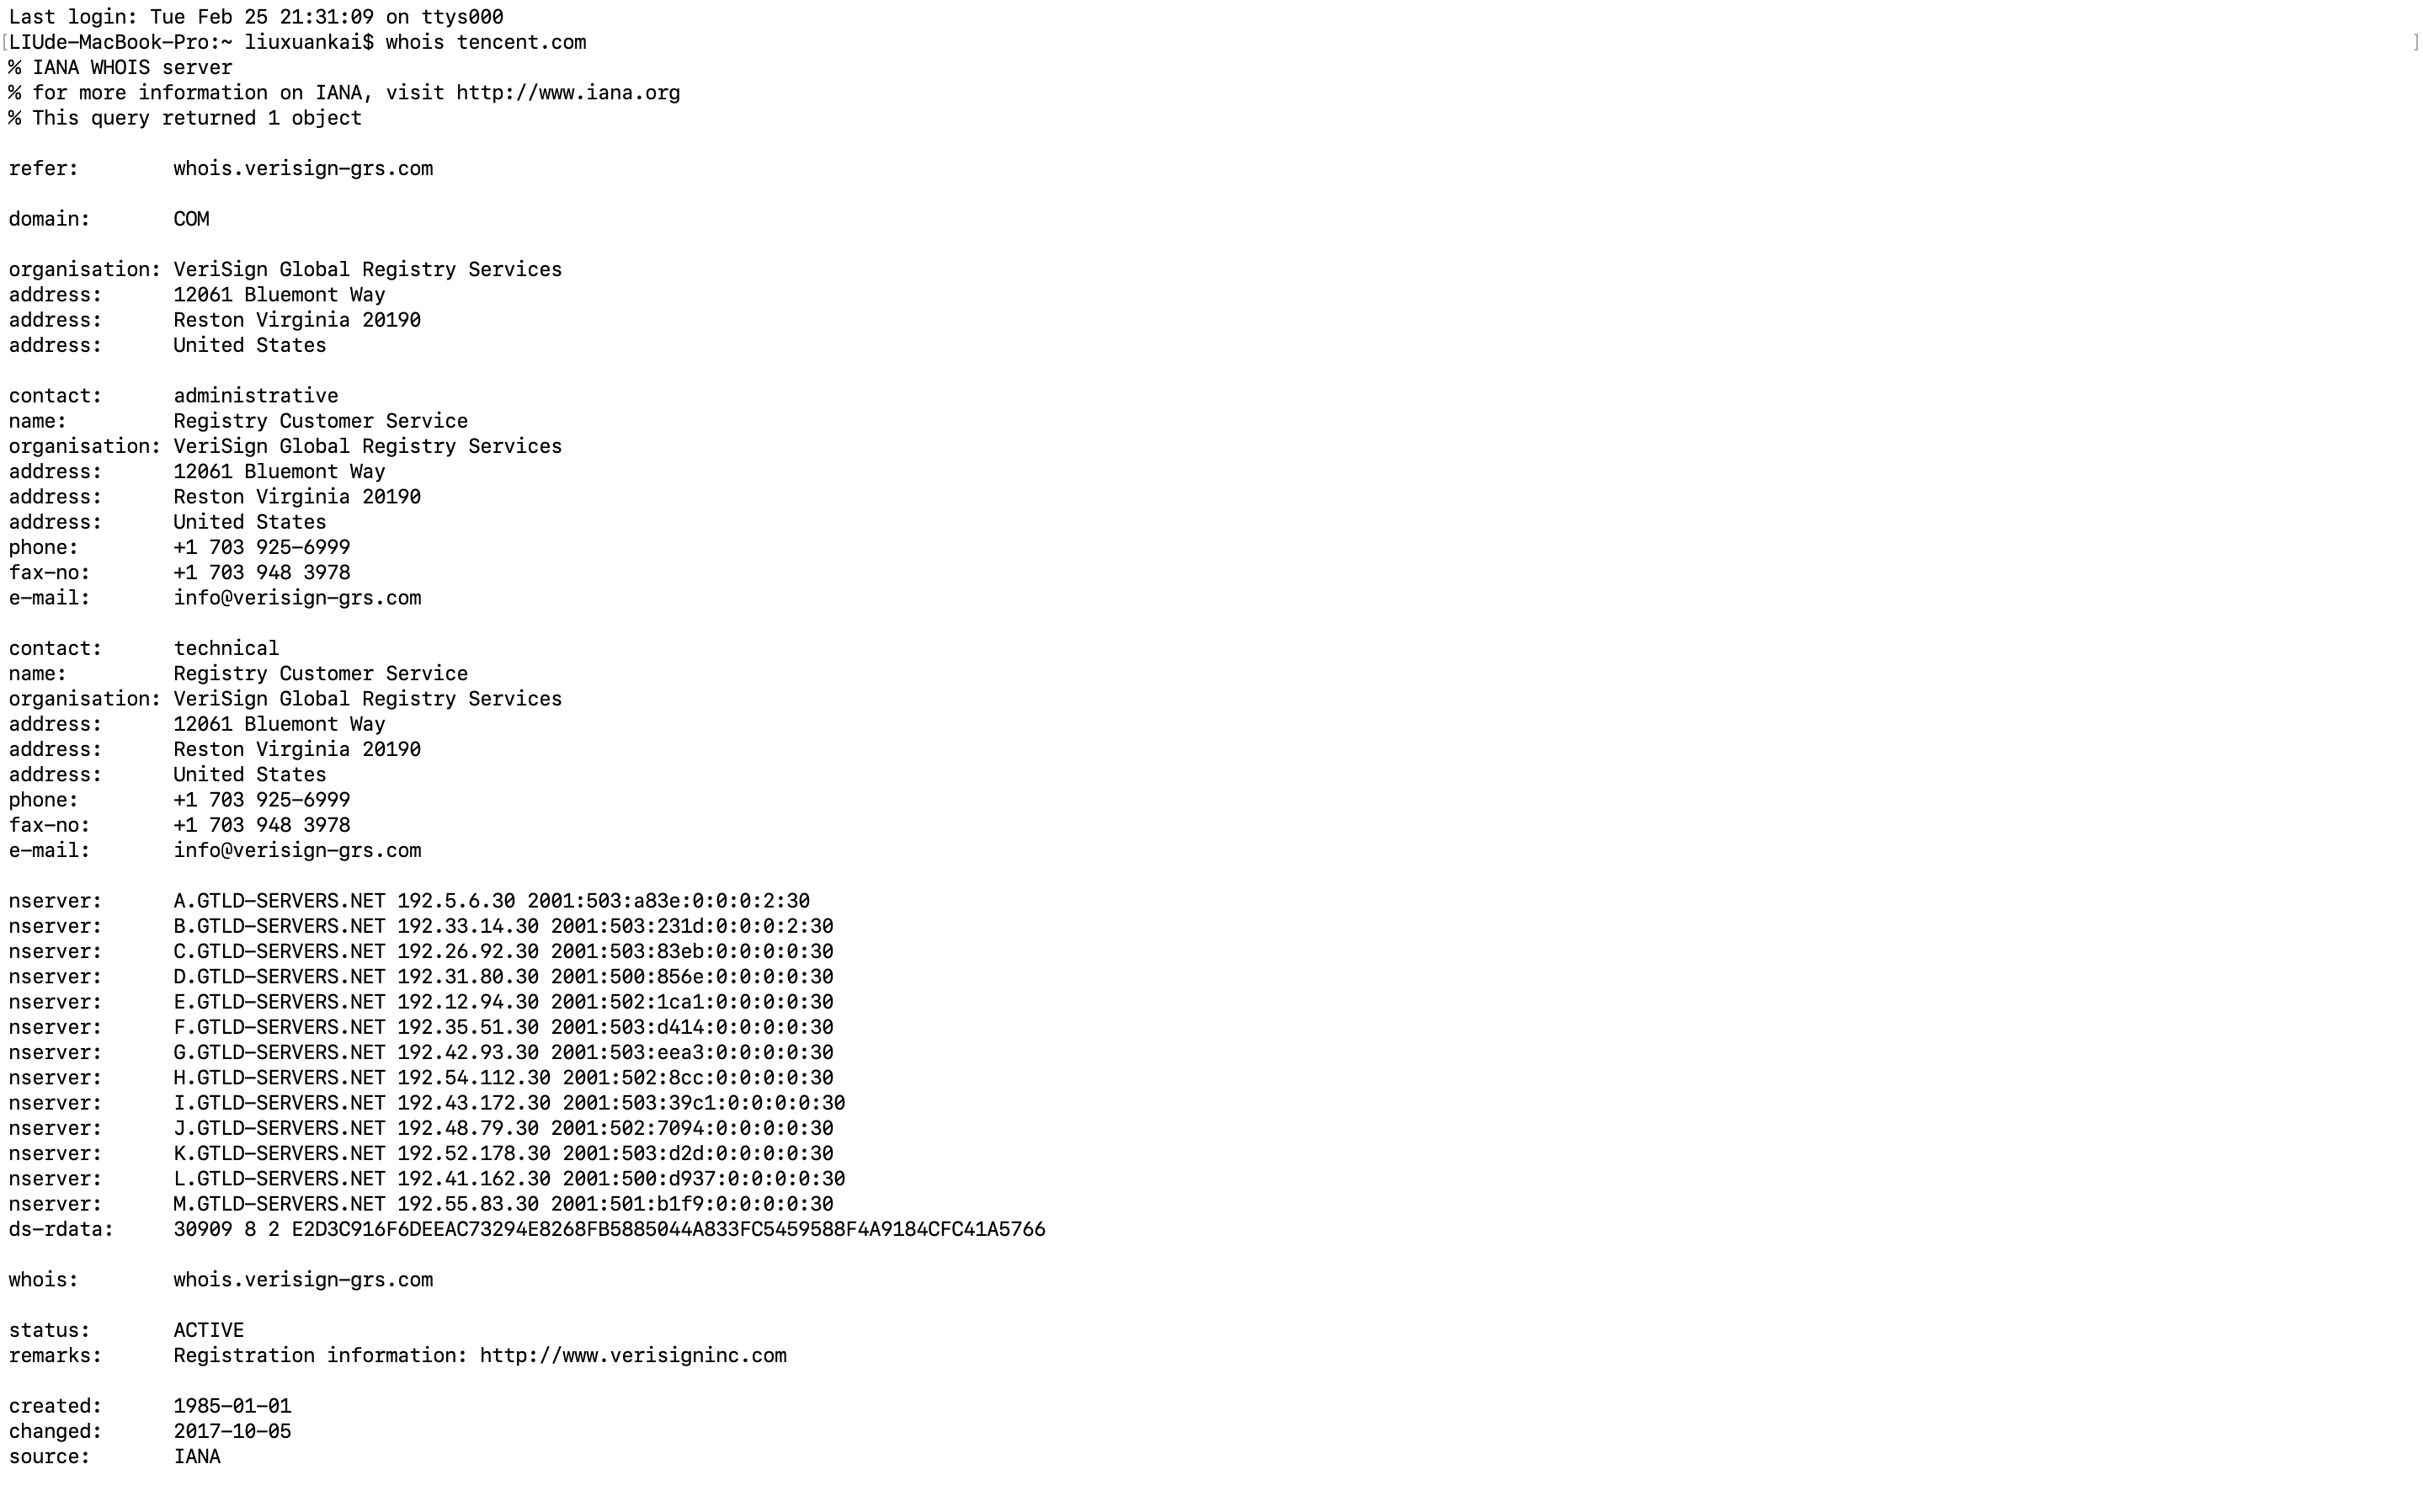 Last login: Tue Feb 25 21:31:09 on ttys000
[LIUde-MacBook-Pro:~ liuxuankai$ whois tencent.com ]
% IANA WHOIS server
% for more information on IANA, visit http://www.iana.org
% This query returned 1 object

refer:        whois.verisign-grs.com

domain:       COM

organisation: VeriSign Global Registry Services
address:      12061 Bluemont Way
address:      Reston Virginia 20190
address:      United States

contact:      administrative
name:         Registry Customer Service
organisation: VeriSign Global Registry Services
address:      12061 Bluemont Way
address:      Reston Virginia 20190
address:      United States
phone:        +1 703 925-6999
fax-no:       +1 703 948 3978
e-mail:       info@verisign-grs.com

contact:      technical
name:         Registry Customer Service
organisation: VeriSign Global Registry Services
address:      12061 Bluemont Way
address:      Reston Virginia 20190
address:      United States
phone:        +1 703 925-6999
fax-no:       +1 703 948 3978
e-mail:       info@verisign-grs.com

nserver:      A.GTLD-SERVERS.NET 192.5.6.30 2001:503:a83e:0:0:0:2:30
nserver:      B.GTLD-SERVERS.NET 192.33.14.30 2001:503:231d:0:0:0:2:30
nserver:      C.GTLD-SERVERS.NET 192.26.92.30 2001:503:83eb:0:0:0:0:30
nserver:      D.GTLD-SERVERS.NET 192.31.80.30 2001:500:856e:0:0:0:0:30
nserver:      E.GTLD-SERVERS.NET 192.12.94.30 2001:502:1ca1:0:0:0:0:30
nserver:      F.GTLD-SERVERS.NET 192.35.51.30 2001:503:d414:0:0:0:0:30
nserver:      G.GTLD-SERVERS.NET 192.42.93.30 2001:503:eea3:0:0:0:0:30
nserver:      H.GTLD-SERVERS.NET 192.54.112.30 2001:502:8cc:0:0:0:0:30
nserver:      I.GTLD-SERVERS.NET 192.43.172.30 2001:503:39c1:0:0:0:0:30
nserver:      J.GTLD-SERVERS.NET 192.48.79.30 2001:502:7094:0:0:0:0:30
nserver:      K.GTLD-SERVERS.NET 192.52.178.30 2001:503:d2d:0:0:0:0:30
nserver:      L.GTLD-SERVERS.NET 192.41.162.30 2001:500:d937:0:0:0:0:30
nserver:      M.GTLD-SERVERS.NET 192.55.83.30 2001:501:b1f9:0:0:0:0:30
ds-rdata:     30909 8 2 E2D3C916F6DEEAC73294E8268FB5885044A833FC5459588F4A9184CFC41A5766

whois:        whois.verisign-grs.com

status:       ACTIVE
remarks:      Registration information: http://www.verisigninc.com

created:      1985-01-01
changed:      2017-10-05
source:       IANA